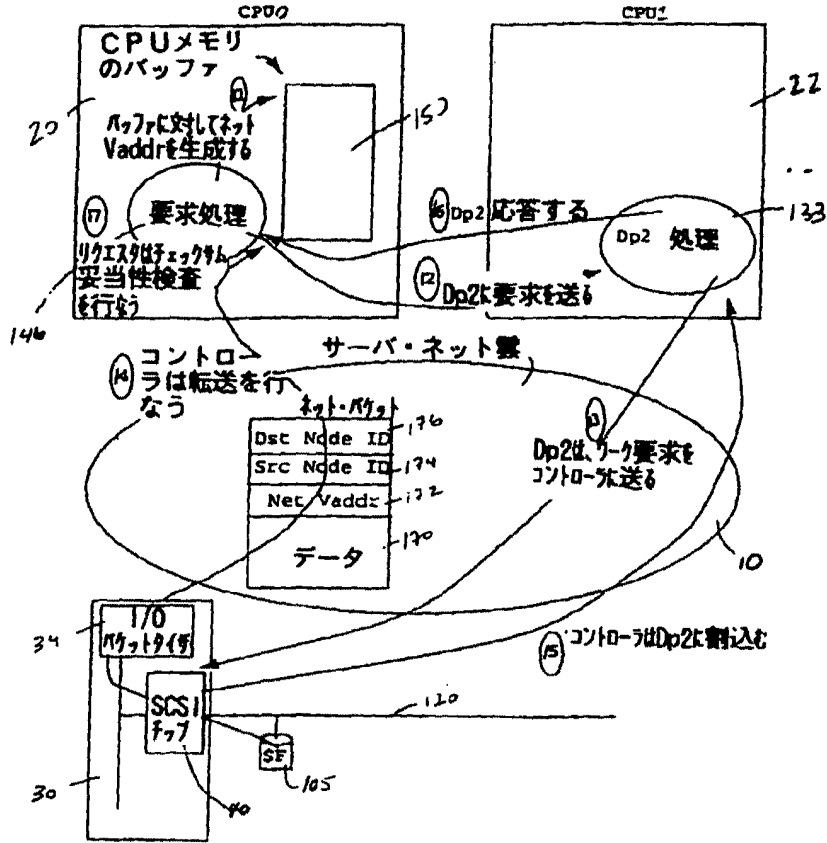 CPU0
CPU1
CPUメモリ
のバッファ
11
バッファに対してネット
Vaddrを生成する
20
150
22
17
要求処理
リクエスタはチェックサム
妥当性検査
を行なう
146
16
Dp2 応答する
Dp2 処理
133
12
Dp2に要求を送る
サーバ・ネット雲
14
コントロー
ラは転送を行
なう
ネット・パケット
Dst Node ID
176
Src Node ID
174
Net Vaddr
172
データ
170
13
Dp2は、ワーク要求を
コントローラに送る
10
34
I/O
パケットタイザ
15
コントローラはDp2に割込む
SCSI
チップ
120
SF
105
30
40